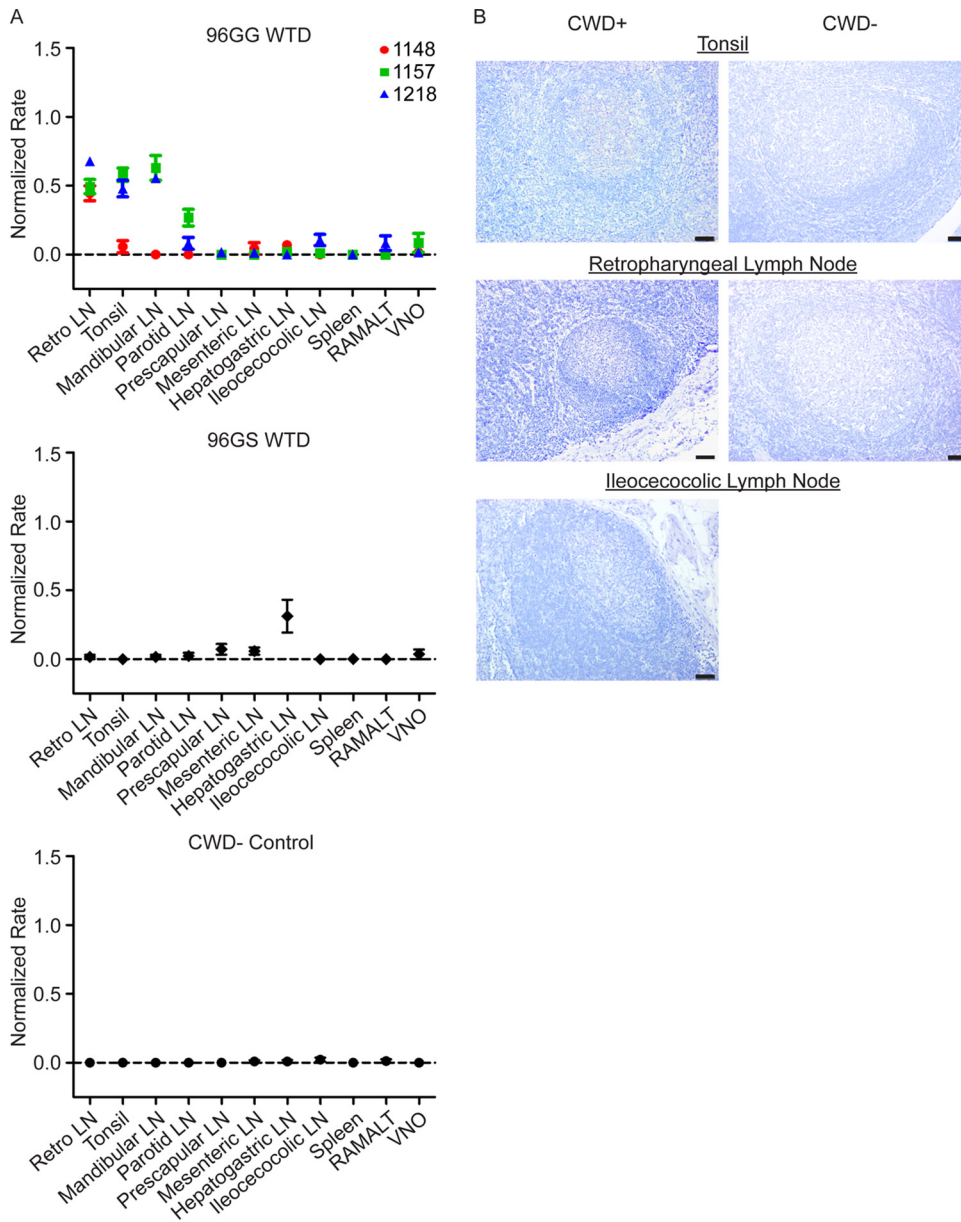 A
96GG WTD
1148
1157
1218
Normalized Rate
1.5
1.0
0.5
0.0
Retro LN
Tonsil
Mandibular LN
Parotid LN
Prescapular LN
Mesenteric LN
Hepatogastric LN
Ileocecocolic LN
Spleen
RAMALT
VNO
96GS WTD
Normalized Rate
1.5
1.0
0.5
0.0
Retro LN
Tonsil
Mandibular LN
Parotid LN
Prescapular LN
Mesenteric LN
Hepatogastric LN
Ileocecocolic LN
Spleen
RAMALT
VNO
CWD- Control
Normalized Rate
1.5
1.0
0.5
0.0
Retro LN
Tonsil
Mandibular LN
Parotid LN
Prescapular LN
Mesenteric LN
Hepatogastric LN
Ileocecocolic LN
Spleen
RAMALT
VNO
B
CWD+ CWD-
Tonsil
Retropharyngeal Lymph Node
Ileocecocolic Lymph Node